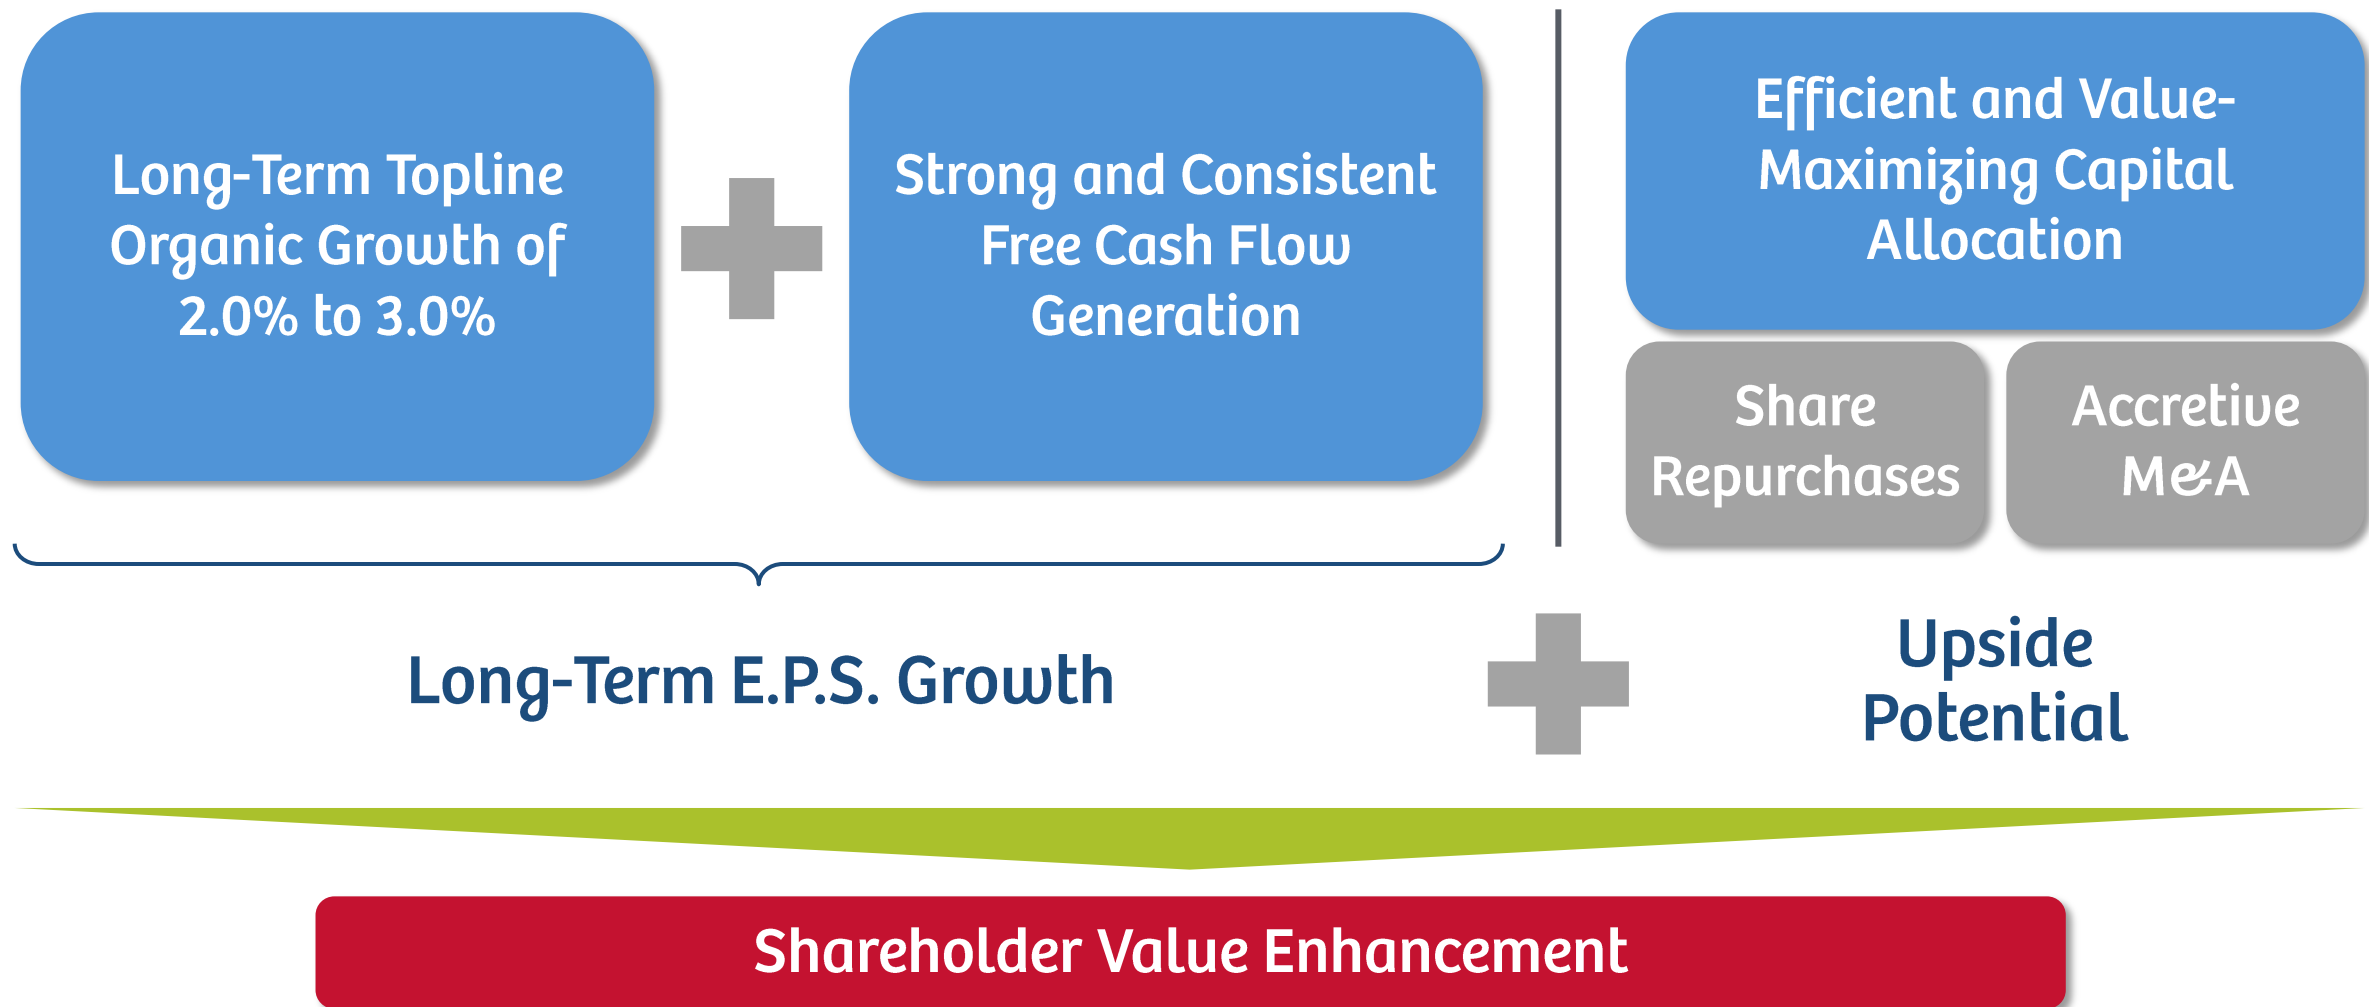 Long-Term Topline
Organic Growth of
2.0% to 3.0%
Strong and Consistent
Free Cash Flow
Generation
Efficient and Value-
Maximizing Capital
Allocation
Share
Repurchases
Accretive
M&A
Long-Term E.P.S. Growth
Upside
Potential
Shareholder Value Enhancement